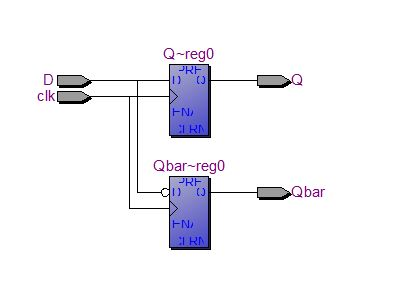 Q~reg0
PRE
D
D Q
Q
clk
ENA
CLRN
Qbar~reg0
PRE
D Q
Qbar
ENA
CLRN